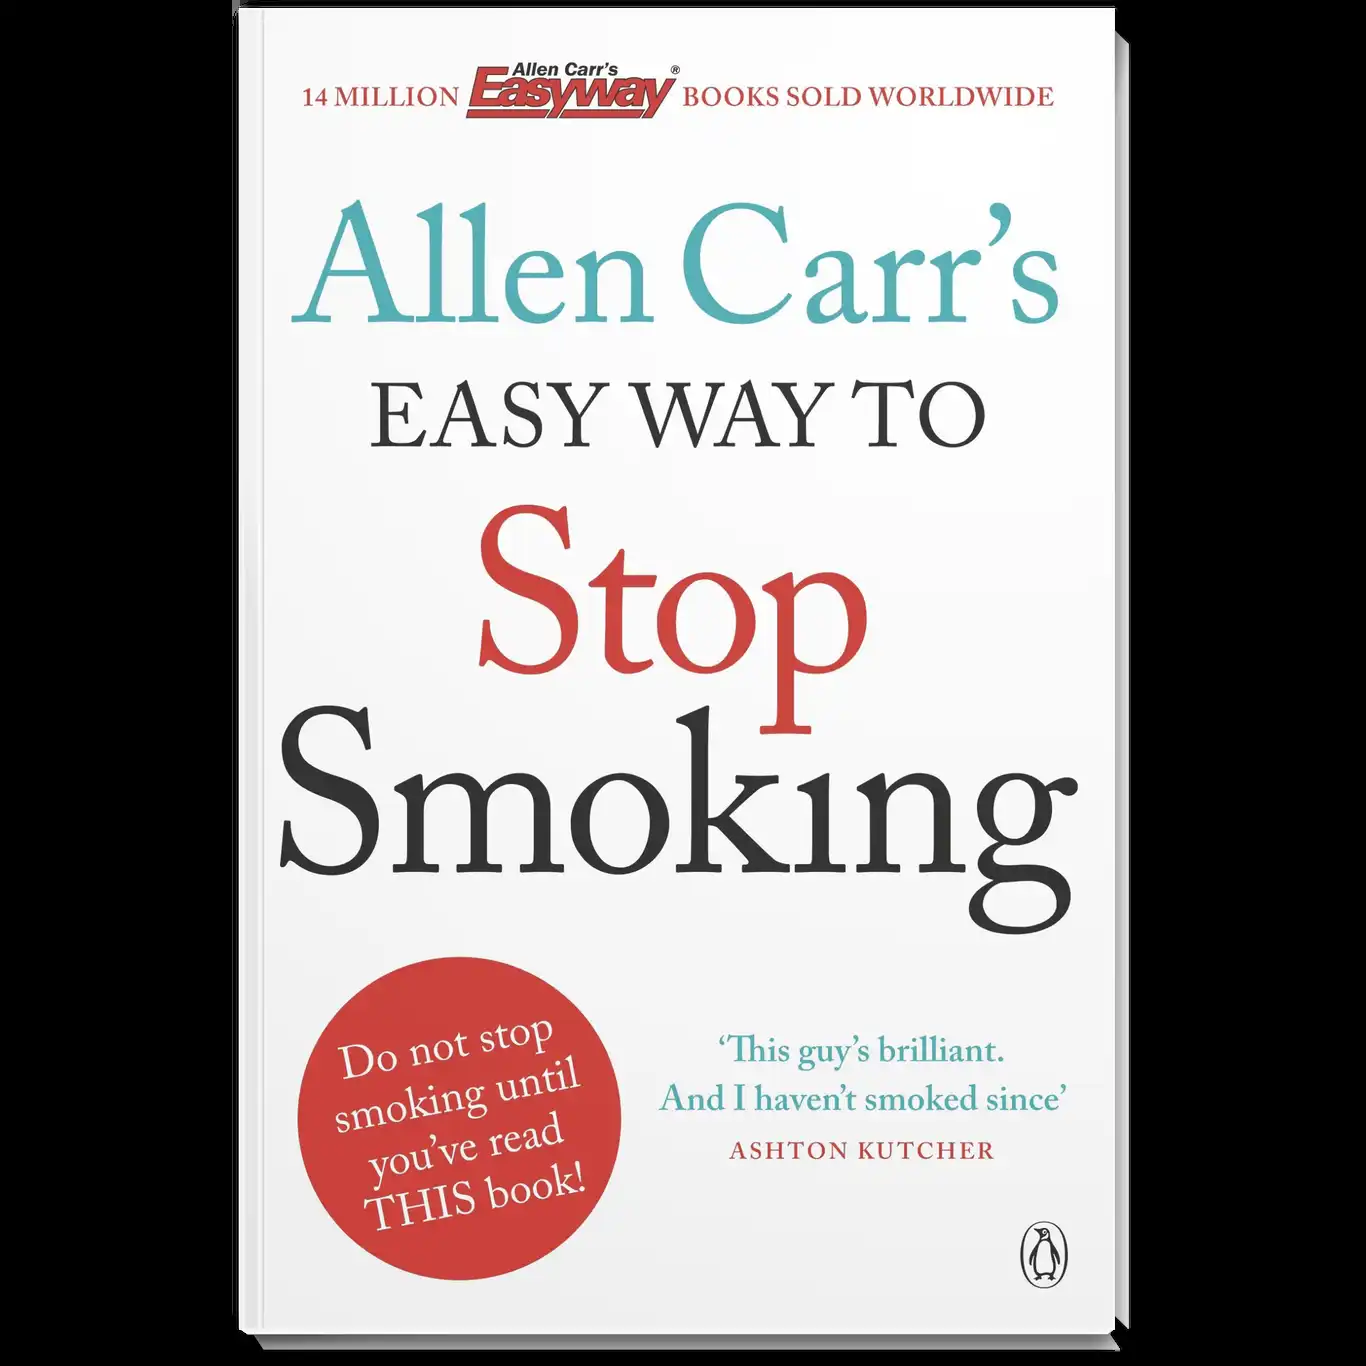 14 MILLION Allen Carr's Easyway® BOOKS SOLD WORLDWIDE
Allen Carr's
EASY WAY TO
Stop
Smoking
Do not stop
smoking until
you've read
THIS book!
'This guy's brilliant.
And I haven't smoked since'
ASHTON KUTCHER